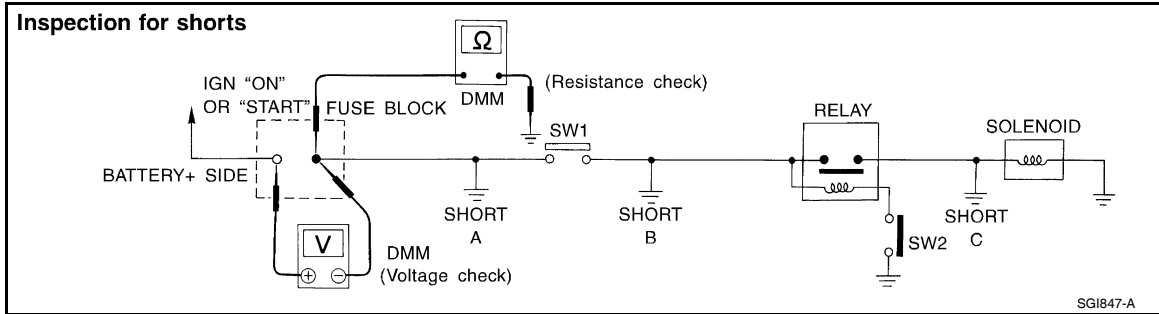 Inspection for shorts
Ω
IGN "ON"
OR "START"
FUSE BLOCK
DMM
(Resistance check)
SW1
RELAY
SOLENOID
BATTERY+ SIDE
SHORT
A
SHORT
B
SHORT
C
SW2
V
+ −
DMM
(Voltage check)
SGI847-A